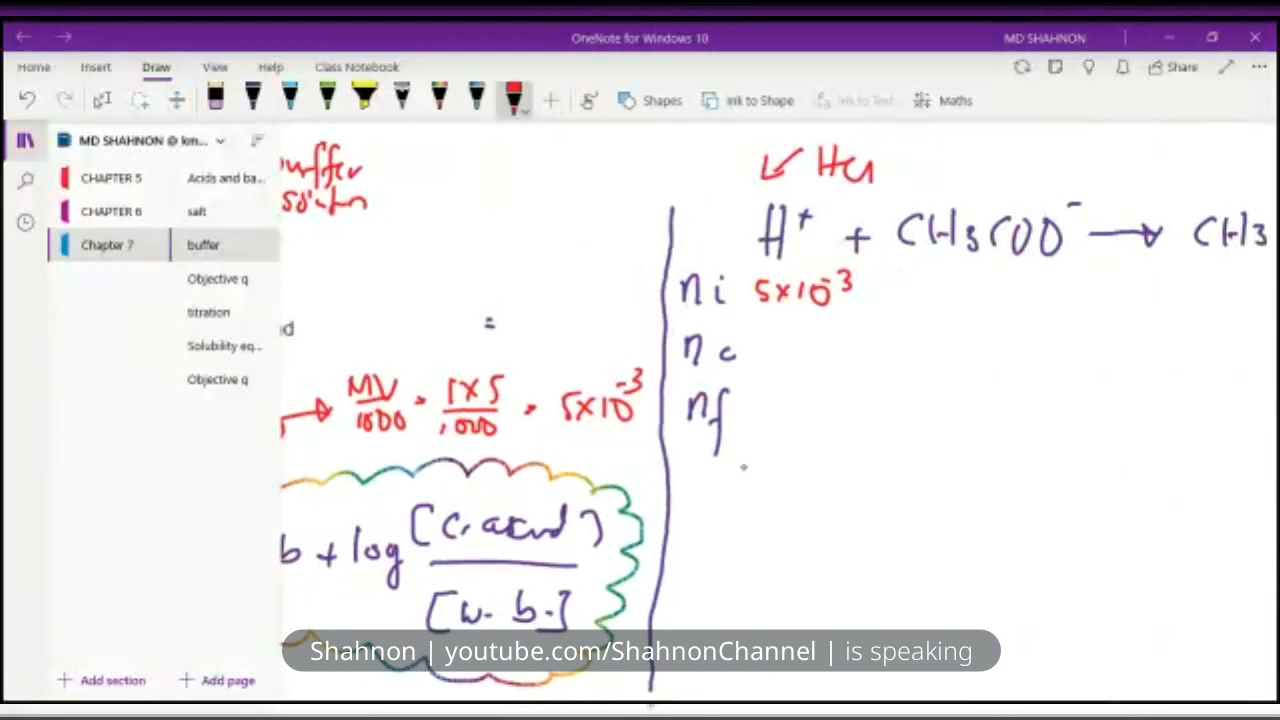 OneNote for Windows 10
MD SHAHNON
Home Insert Draw View Help Class Notebook
Share
Shapes Ink to Shape Ink to Text Maths
MD SHAHNON @ km...
CHAPTER 5
CHAPTER 6
Chapter 7
Acids and ba...
salt
buffer
Objective q
titration
Solubility eq...
Objective q
Add section Add page
buffer
d
=
MV/1000 = 1×5/1000 = 5×10⁻³
b + log [C. acid] / [w. b.]
HCl
H⁺ + CH3COO⁻ → CH3
ni 5×10⁻³
nc
nf
Shahnon | youtube.com/ShahnonChannel | is speaking